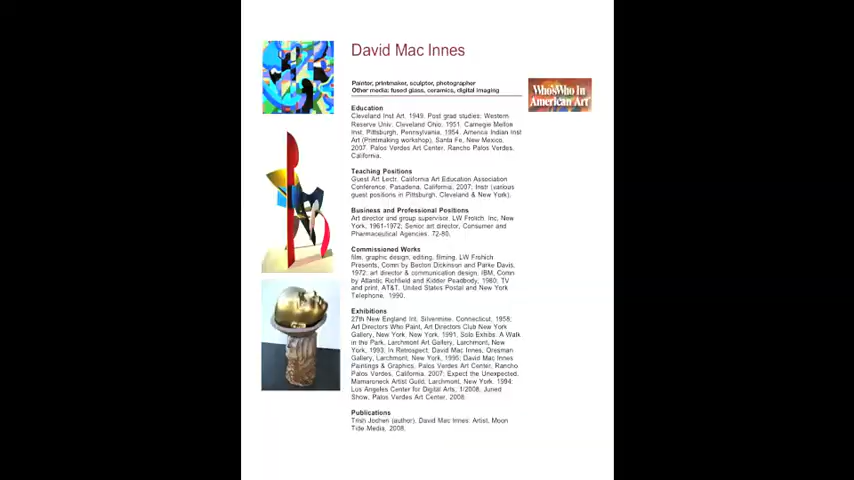 David Mac Innes
Painter, printmaker, sculptor, photographer
Other media: fused glass, ceramics, digital imaging
Who'sWho In
American Art
Education
Cleveland Inst Art, 1949. Post grad studies: Western
Reserve Univ, Cleveland Ohio, 1951. Carnegie Mellon
Inst, Pittsburgh, Pennsylvania, 1954. America Indian Inst
Art (Printmaking workshop), Santa Fe, New Mexico,
2007. Palos Verdes Art Center, Rancho Palos Verdes,
California.
Teaching Positions
Guest Art Lectr, California Art Education Association
Conference, Pasadena, California, 2007; Instr (various
guest positions in Pittsburgh, Cleveland & New York).
Business and Professional Positions
Art director and group supervisor, LW Frolich, Inc, New
York, 1961-1972; Senior art director, Consumer and
Pharmaceutical Agencies, 72-80.
Commissioned Works
film, graphic design, editing, filming, LW Frohlich
Presents, Comn by Becton Dickinson and Parke Davis,
1972; art director & communication design, IBM, Comn
by Atlantic Richfield and Kidder Peadbody, 1980; TV
and print, AT&T, United States Postal and New York
Telephone, 1990.
Exhibitions
27th New England Int, Silvermine, Connecticut, 1958;
Art Directors Who Paint, Art Directors Club New York
Gallery, New York, New York, 1991; Solo Exhibs: A Walk
in the Park, Larchmont Art Gallery, Larchmont, New
York, 1993; In Retrospect, David Mac Innes, Oresman
Gallery, Larchmont, New York, 1995; David Mac Innes
Paintings & Graphics, Palos Verdes Art Center, Rancho
Palos Verdes, California, 2007; Expect the Unexpected,
Mamaroneck Artist Guild, Larchmont, New York, 1994;
Los Angeles Center for Digital Arts, 1/2008. Juried
Show, Palos Verdes Art Center, 2008.
Publications
Trish Jochen (author), David Mac Innes: Artist, Moon
Tide Media, 2008.